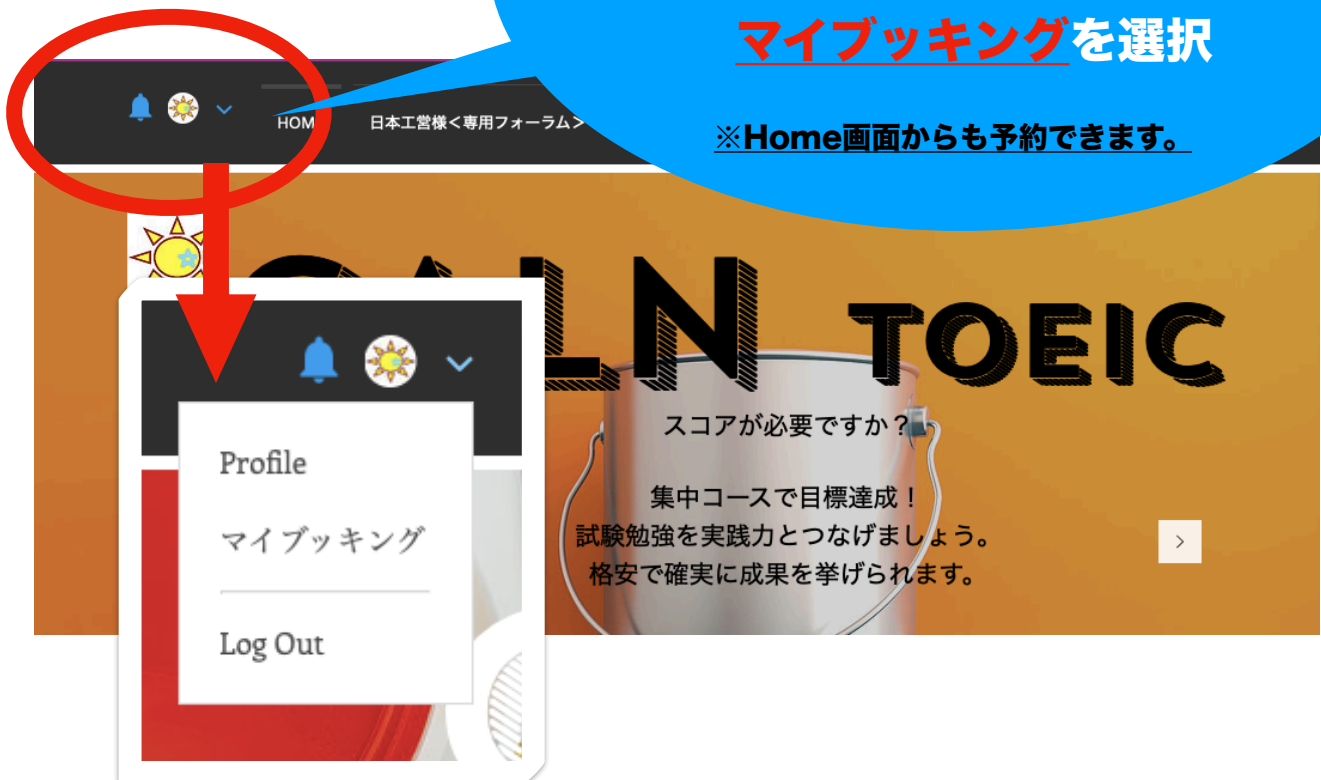 マイブッキングを選択
※Home画面からも予約できます。
HOM
日本工営様<専用フォーラム>
LN TOEIC
スコアが必要ですか?
集中コースで目標達成!
試験勉強を実践力とつなげましょう。
格安で確実に成果を挙げられます。
Profile
マイブッキング
Log Out